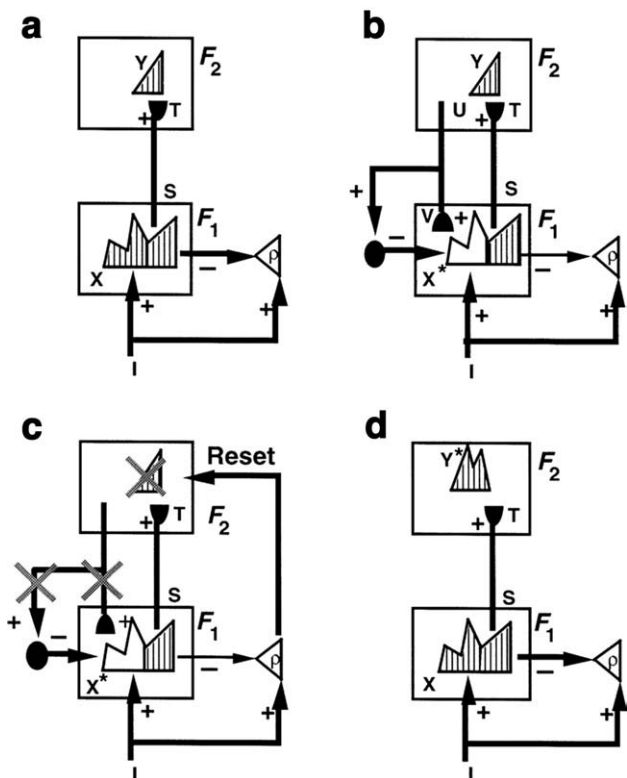 a
Y
F2
+
T
S
F1
X
−
ρ
+
+
I
b
Y
F2
U
+
T
S
+
V
+
F1
−
X*
−
ρ
+
+
I
c
Reset
+
T
F2
S
+
+
F1
−
X*
−
ρ
+
+
I
d
Y*
F2
+
T
S
F1
X
−
ρ
+
+
I